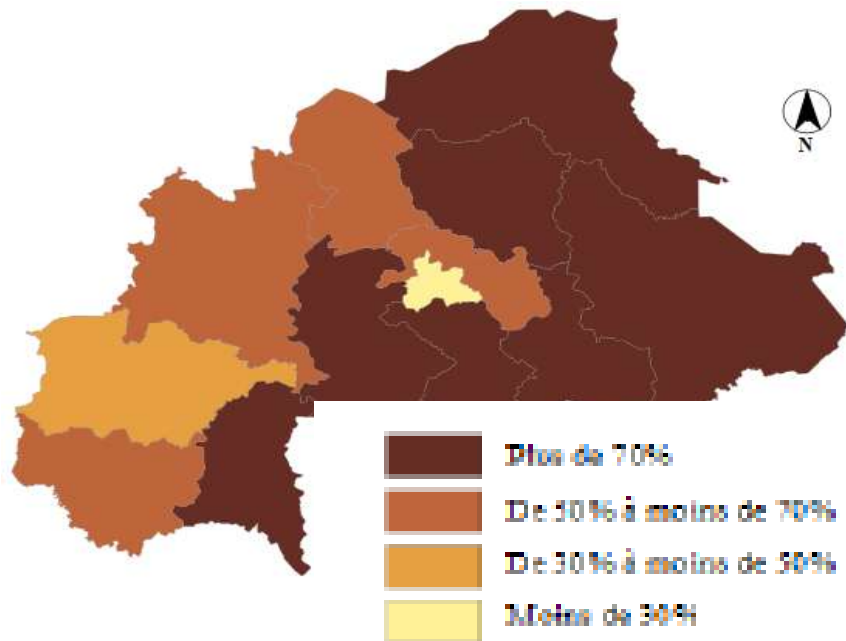 N
Plus de 70%
De 50% à moins de 70%
De 30% à moins de 50%
Moins de 30%